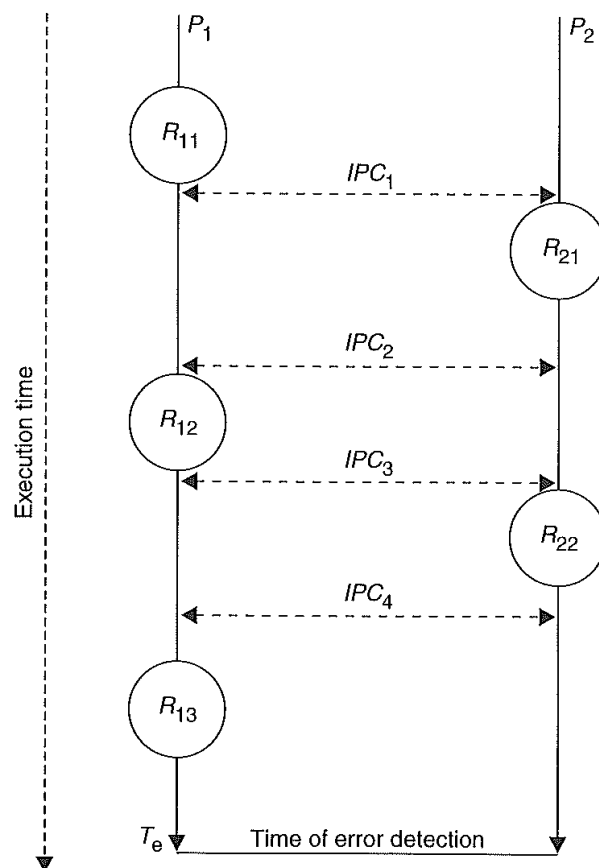 P1
P2
R11
IPC1
R21
IPC2
R12
IPC3
R22
IPC4
R13
Execution time
Te
Time of error detection